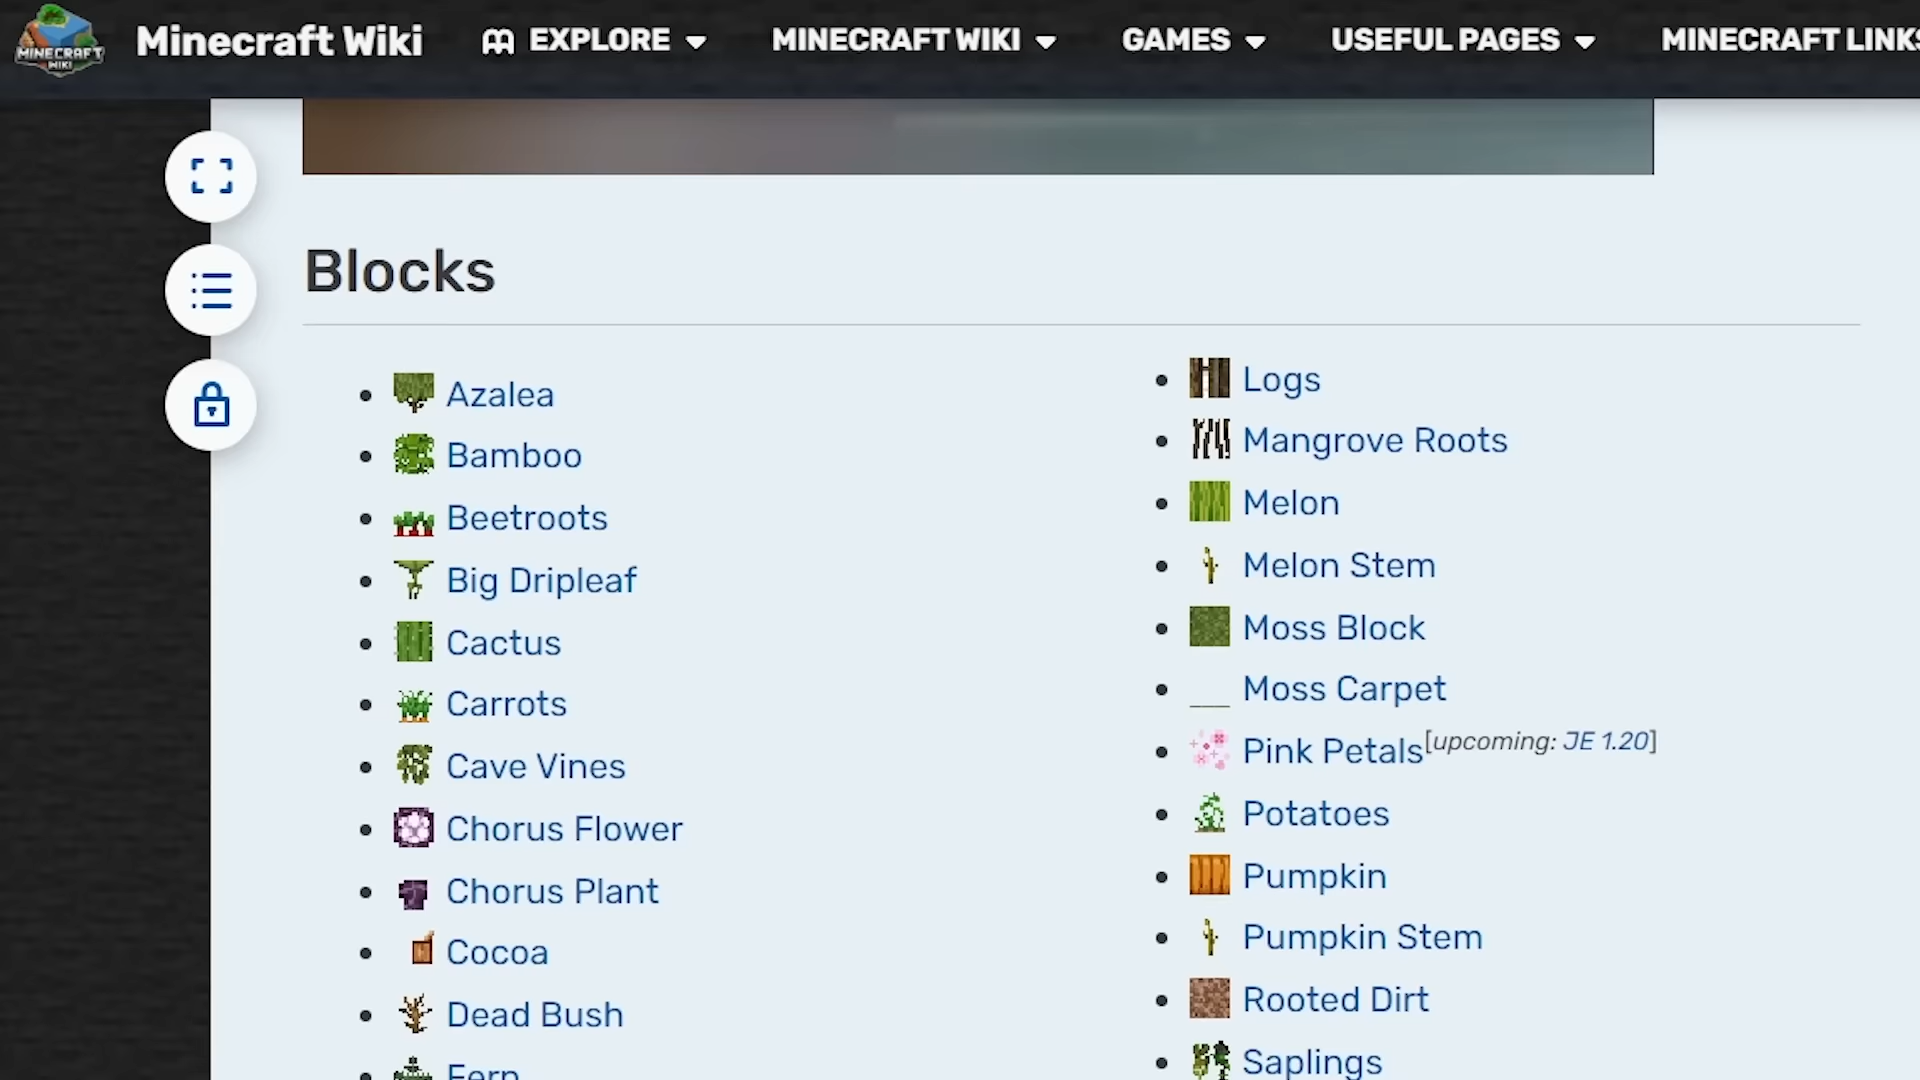 MINECRAFT
WIKI
Minecraft Wiki
EXPLORE
MINECRAFT WIKI
GAMES
USEFUL PAGES
MINECRAFT LINKS
Blocks
Azalea
Bamboo
Beetroots
Big Dripleaf
Cactus
Carrots
Cave Vines
Chorus Flower
Chorus Plant
Cocoa
Dead Bush
Fern
Logs
Mangrove Roots
Melon
Melon Stem
Moss Block
Moss Carpet
Pink Petals[upcoming: JE 1.20]
Potatoes
Pumpkin
Pumpkin Stem
Rooted Dirt
Saplings